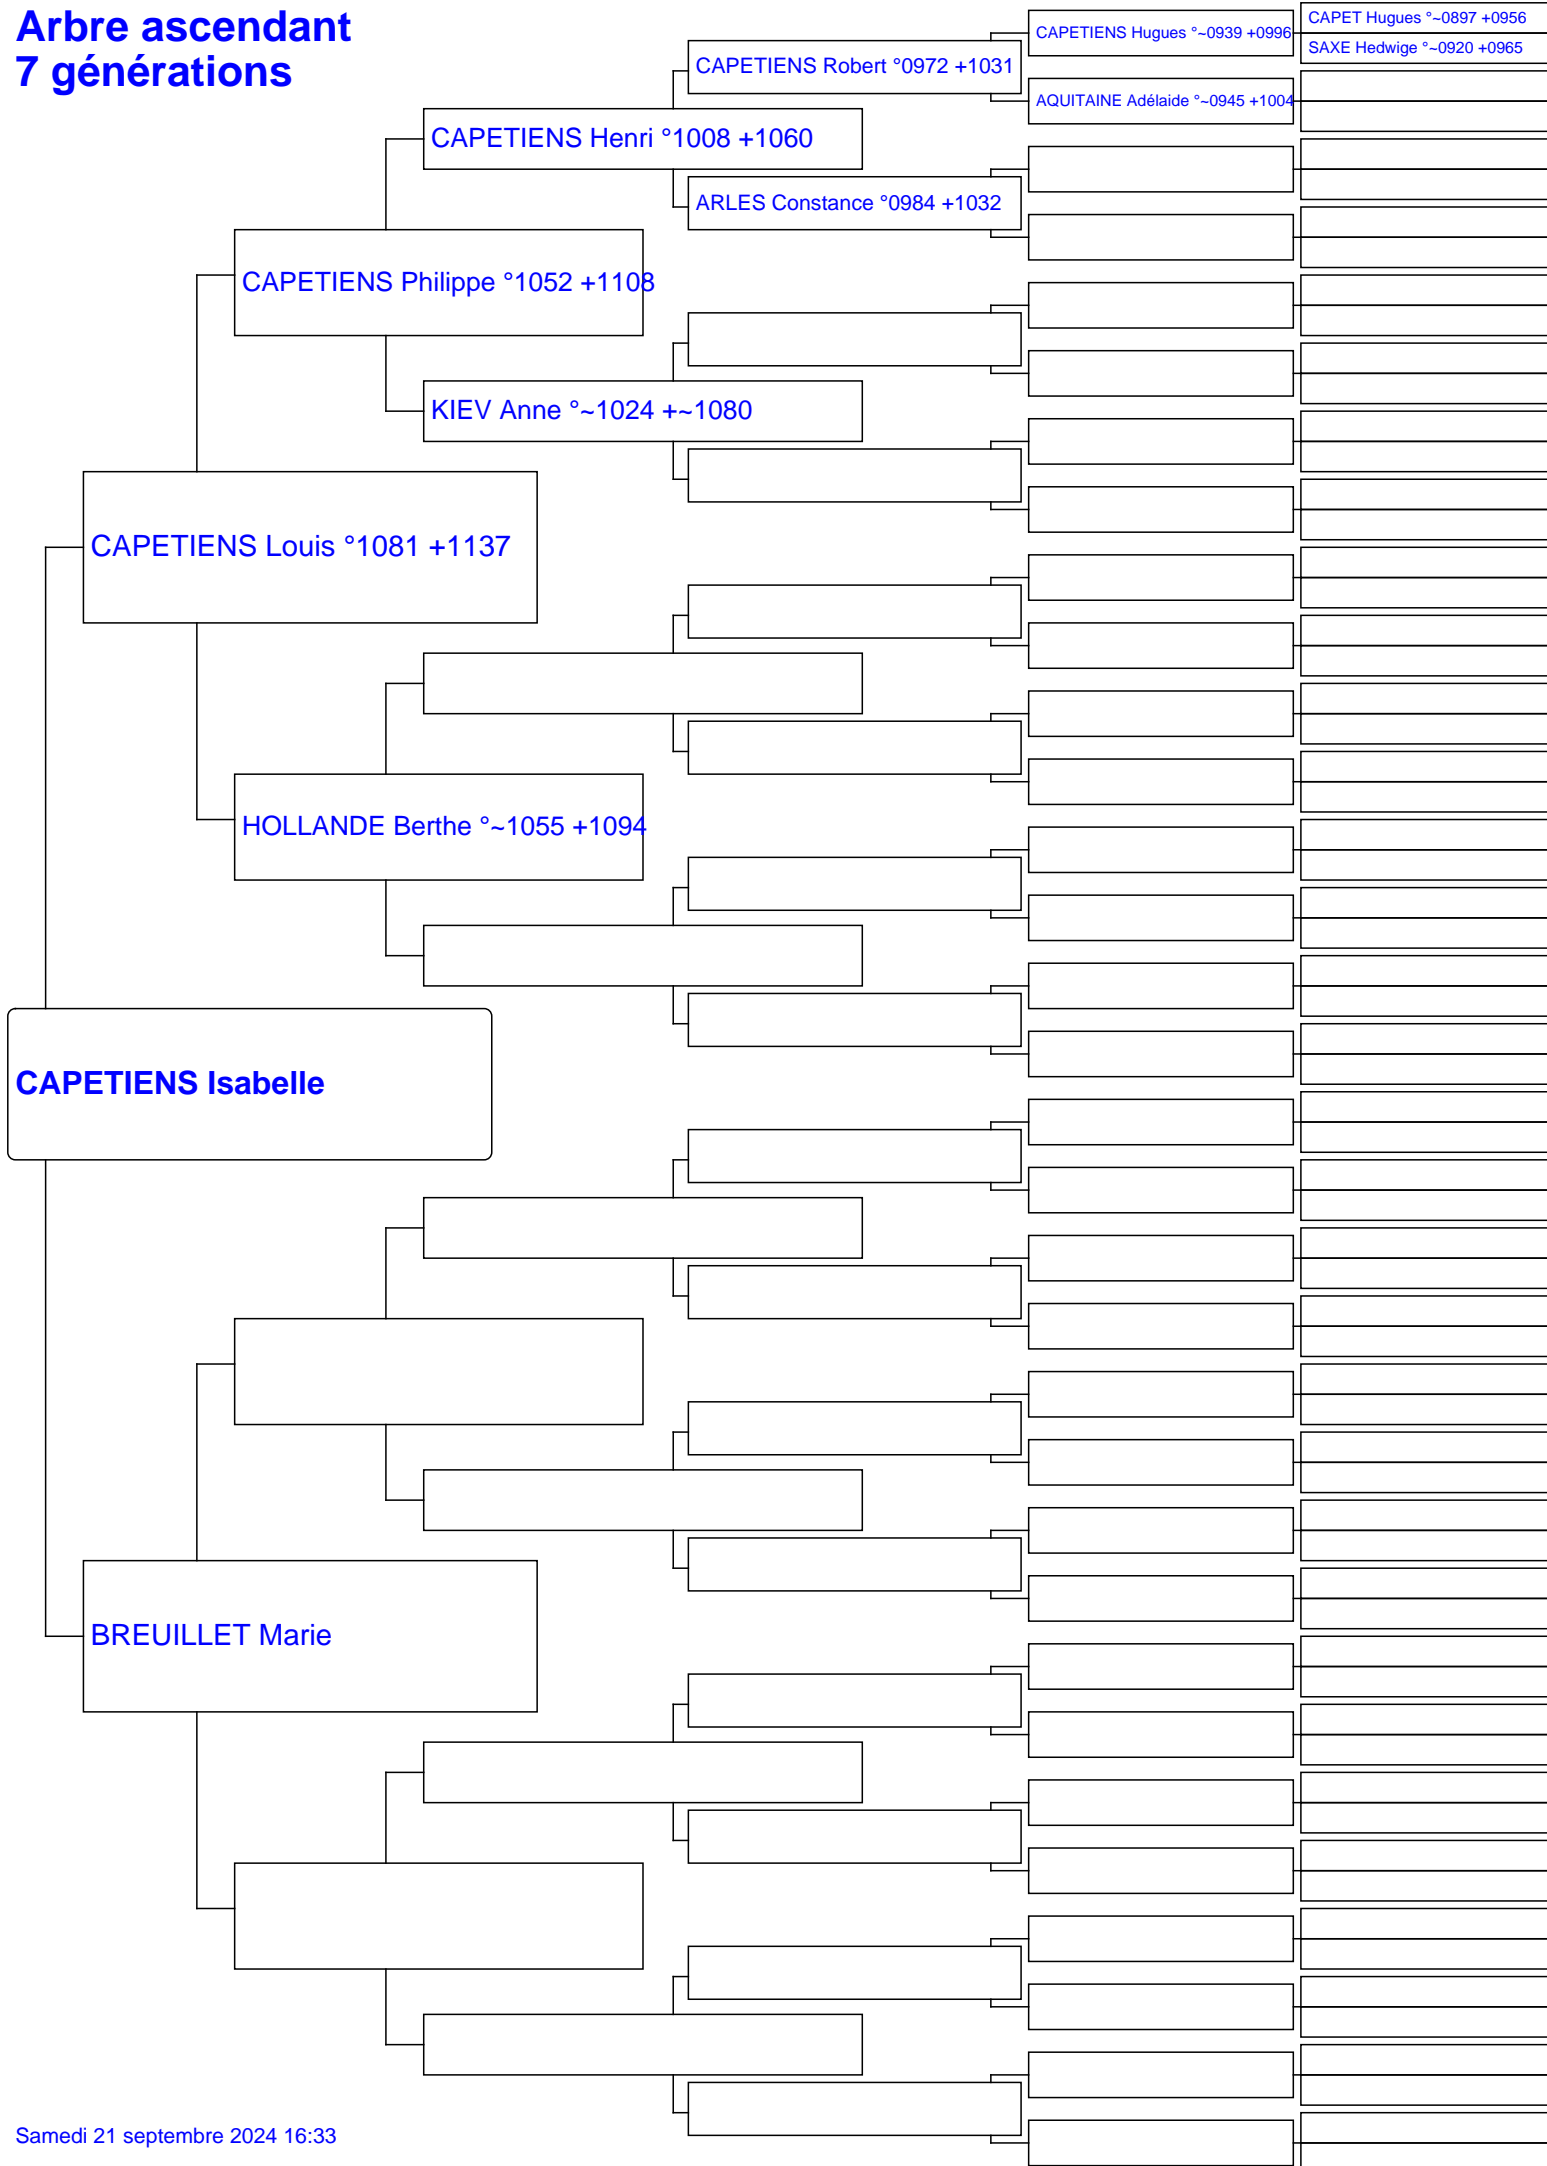 Arbre ascendant
7 générations
CAPETIENS Hugues °~0939 +0996
CAPET Hugues °~0897 +0956
SAXE Hedwige °~0920 +0965
CAPETIENS Robert °0972 +1031
AQUITAINE Adélaide °~0945 +1004
CAPETIENS Henri °1008 +1060
ARLES Constance °0984 +1032
CAPETIENS Philippe °1052 +1108
KIEV Anne °~1024 +~1080
CAPETIENS Louis °1081 +1137
HOLLANDE Berthe °~1055 +1094
CAPETIENS Isabelle
BREUILLET Marie
Samedi 21 septembre 2024 16:33